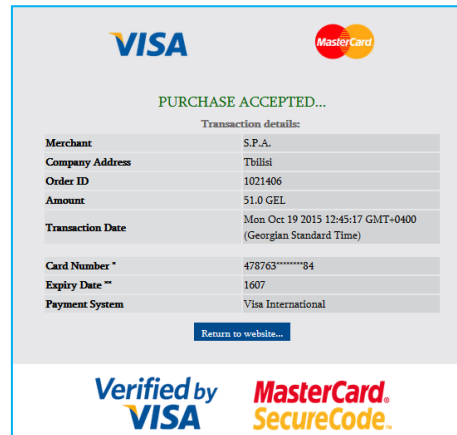 VISA MasterCard
PURCHASE ACCEPTED...
Transaction details:
Merchant S.P.A.
Company Address Tbilisi
Order ID 1021406
Amount 51.0 GEL
Transaction Date Mon Oct 19 2015 12:45:17 GMT+0400
(Georgian Standard Time)
Card Number * 478763********84
Expiry Date ** 1607
Payment System Visa International
Return to website...
Verified by MasterCard.
VISA SecureCode.